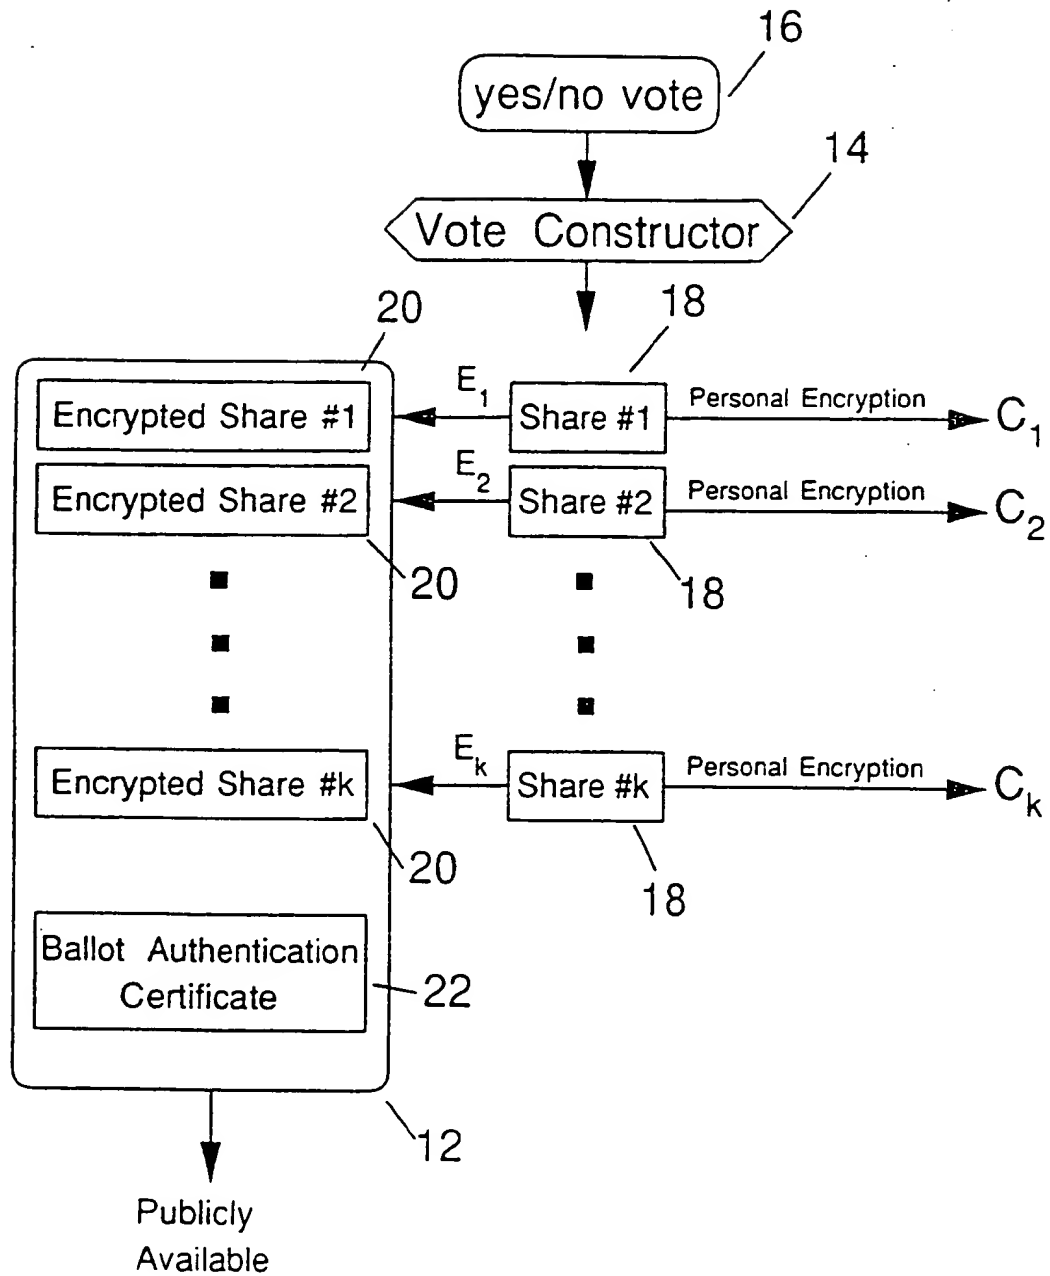 16
yes/no vote
14
Vote Constructor
18
20
Encrypted Share #1
E1
Share #1
Personal Encryption
C1
Encrypted Share #2
E2
Share #2
Personal Encryption
C2
20
18
Encrypted Share #k
Ek
Share #k
Personal Encryption
Ck
20
18
Ballot Authentication
Certificate
22
12
Publicly
Available